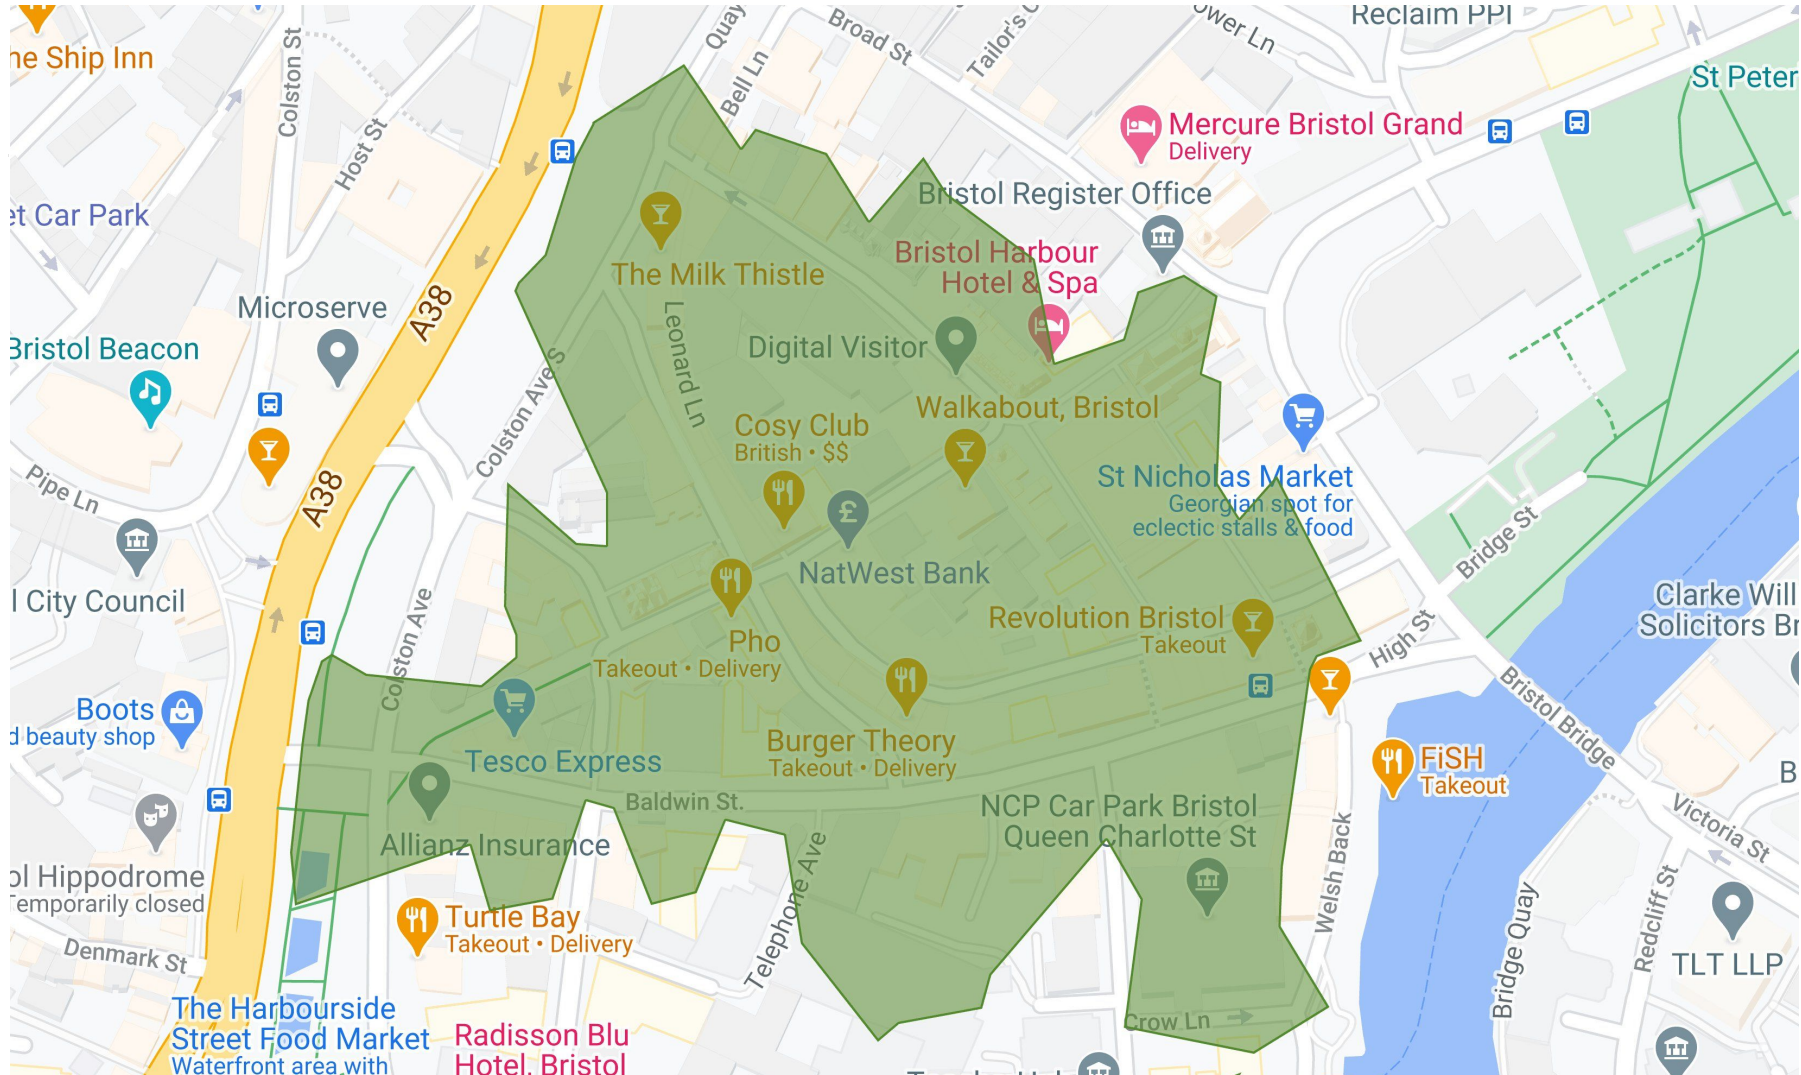 Reclaim PPI
Broad St
Quay
Tailor's
ower Ln
he Ship Inn
Colston St
Bell Ln
St Peter
Mercure Bristol Grand
Delivery
Host St
Bristol Register Office
et Car Park
Bristol Harbour
Hotel & Spa
The Milk Thistle
Microserve
A38
Leonard Ln
Digital Visitor
Bristol Beacon
Colston Ave S
Walkabout, Bristol
Cosy Club
British • $$
St Nicholas Market
Georgian spot for
eclectic stalls & food
Pipe Ln
A38
£
NatWest Bank
Bridge St
l City Council
Colston Ave
Clarke Will
Solicitors Br
Revolution Bristol
Takeout
High St
Pho
Takeout • Delivery
Boots
d beauty shop
Bristol Bridge
Burger Theory
Takeout • Delivery
Tesco Express
FiSH
Takeout
B
Baldwin St.
NCP Car Park Bristol
Queen Charlotte St
Victoria St
Allianz Insurance
Welsh Back
ol Hippodrome
Temporarily closed
Telephone Ave
Turtle Bay
Takeout • Delivery
Redcliff St
Bridge Quay
Denmark St
TLT LLP
The Harbourside
Street Food Market
Waterfront area with
Radisson Blu
Hotel, Bristol
Crow Ln